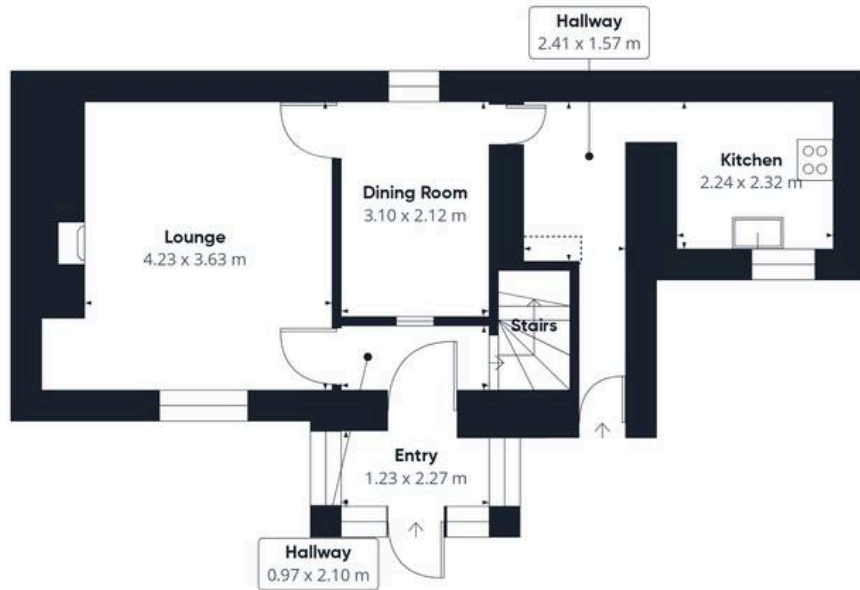 Hallway
2.41 x 1.57 m
Kitchen
2.24 x 2.32 m
Dining Room
3.10 x 2.12 m
Lounge
4.23 x 3.63 m
Stairs
Entry
1.23 x 2.27 m
Hallway
0.97 x 2.10 m